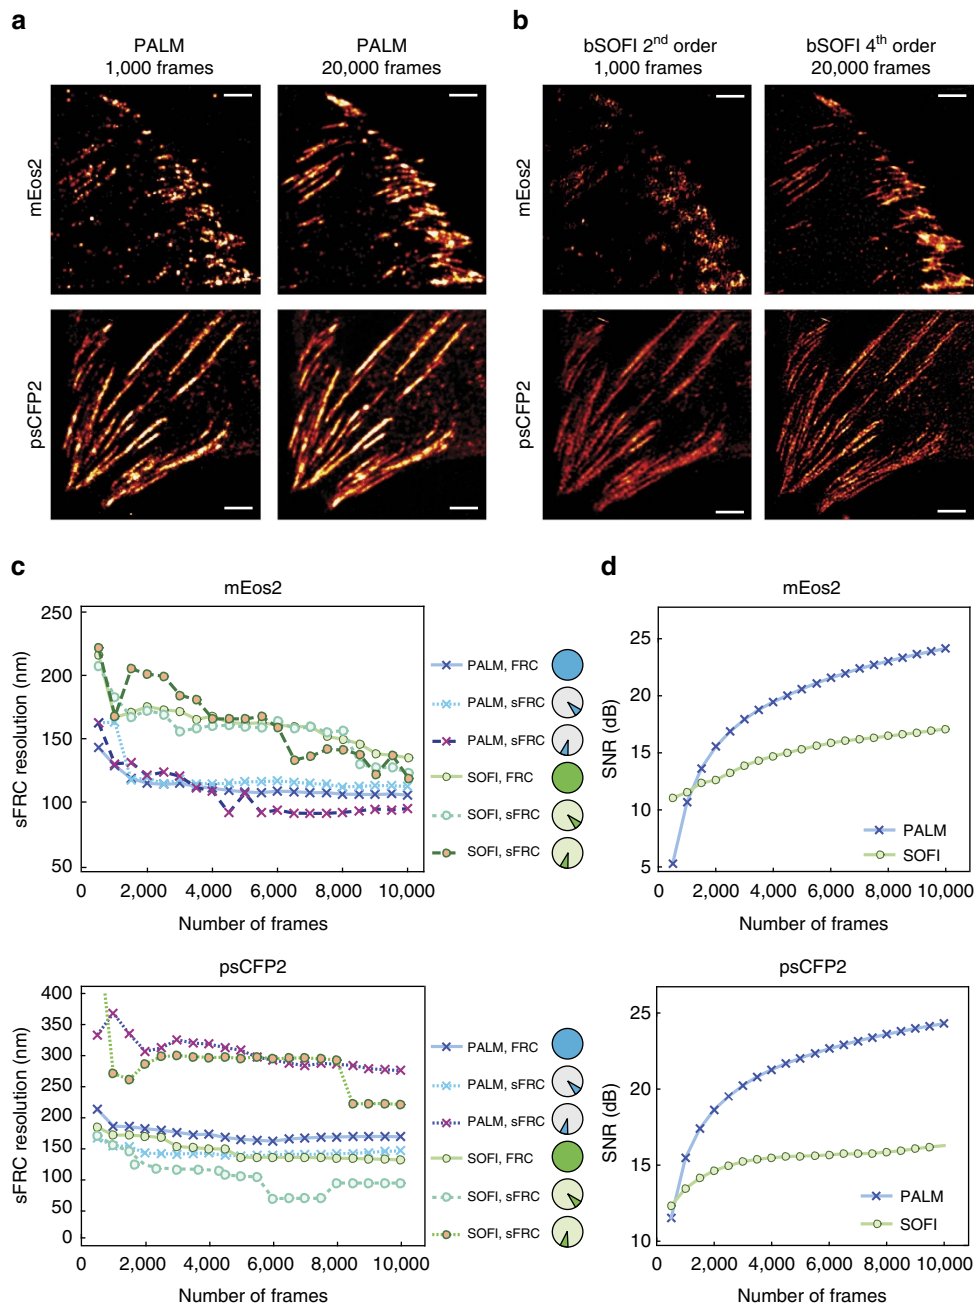 a
PALM
1,000 frames
PALM
20,000 frames
b
bSOFI 2nd order
1,000 frames
bSOFI 4th order
20,000 frames
mEos2
psCFP2
mEos2
psCFP2
c
mEos2
sFRC resolution (nm)
250
200
150
100
50
0
2,000
4,000
6,000
8,000
10,000
Number of frames
PALM, FRC
PALM, sFRC
PALM, sFRC
SOFI, FRC
SOFI, sFRC
SOFI, sFRC
d
mEos2
SNR (dB)
25
20
15
10
5
0
2,000
4,000
6,000
8,000
10,000
Number of frames
PALM
SOFI
psCFP2
sFRC resolution (nm)
400
350
300
250
200
150
100
50
0
0
2,000
4,000
6,000
8,000
10,000
Number of frames
PALM, FRC
PALM, sFRC
PALM, sFRC
SOFI, FRC
SOFI, sFRC
SOFI, sFRC
psCFP2
SNR (dB)
25
20
15
10
0
2,000
4,000
6,000
8,000
10,000
Number of frames
PALM
SOFI